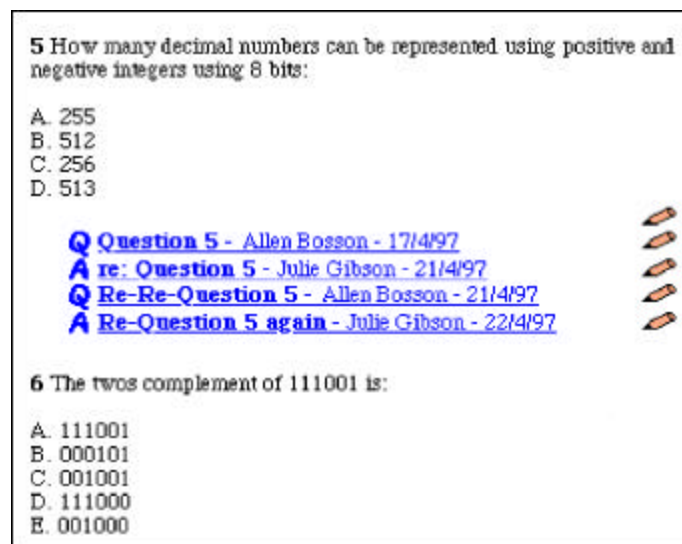 5 How many decimal numbers can be represented using positive and
negative integers using 8 bits:
A. 255
B. 512
C. 256
D. 513
Q Question 5 - Allen Bosson - 17/4/97
A re: Question 5 - Julie Gibson - 21/4/97
Q Re-Re-Question 5 - Allen Bosson - 21/4/97
A Re-Question 5 again - Julie Gibson - 22/4/97
6 The twos complement of 111001 is:
A. 111001
B. 000101
C. 001001
D. 111000
E. 001000